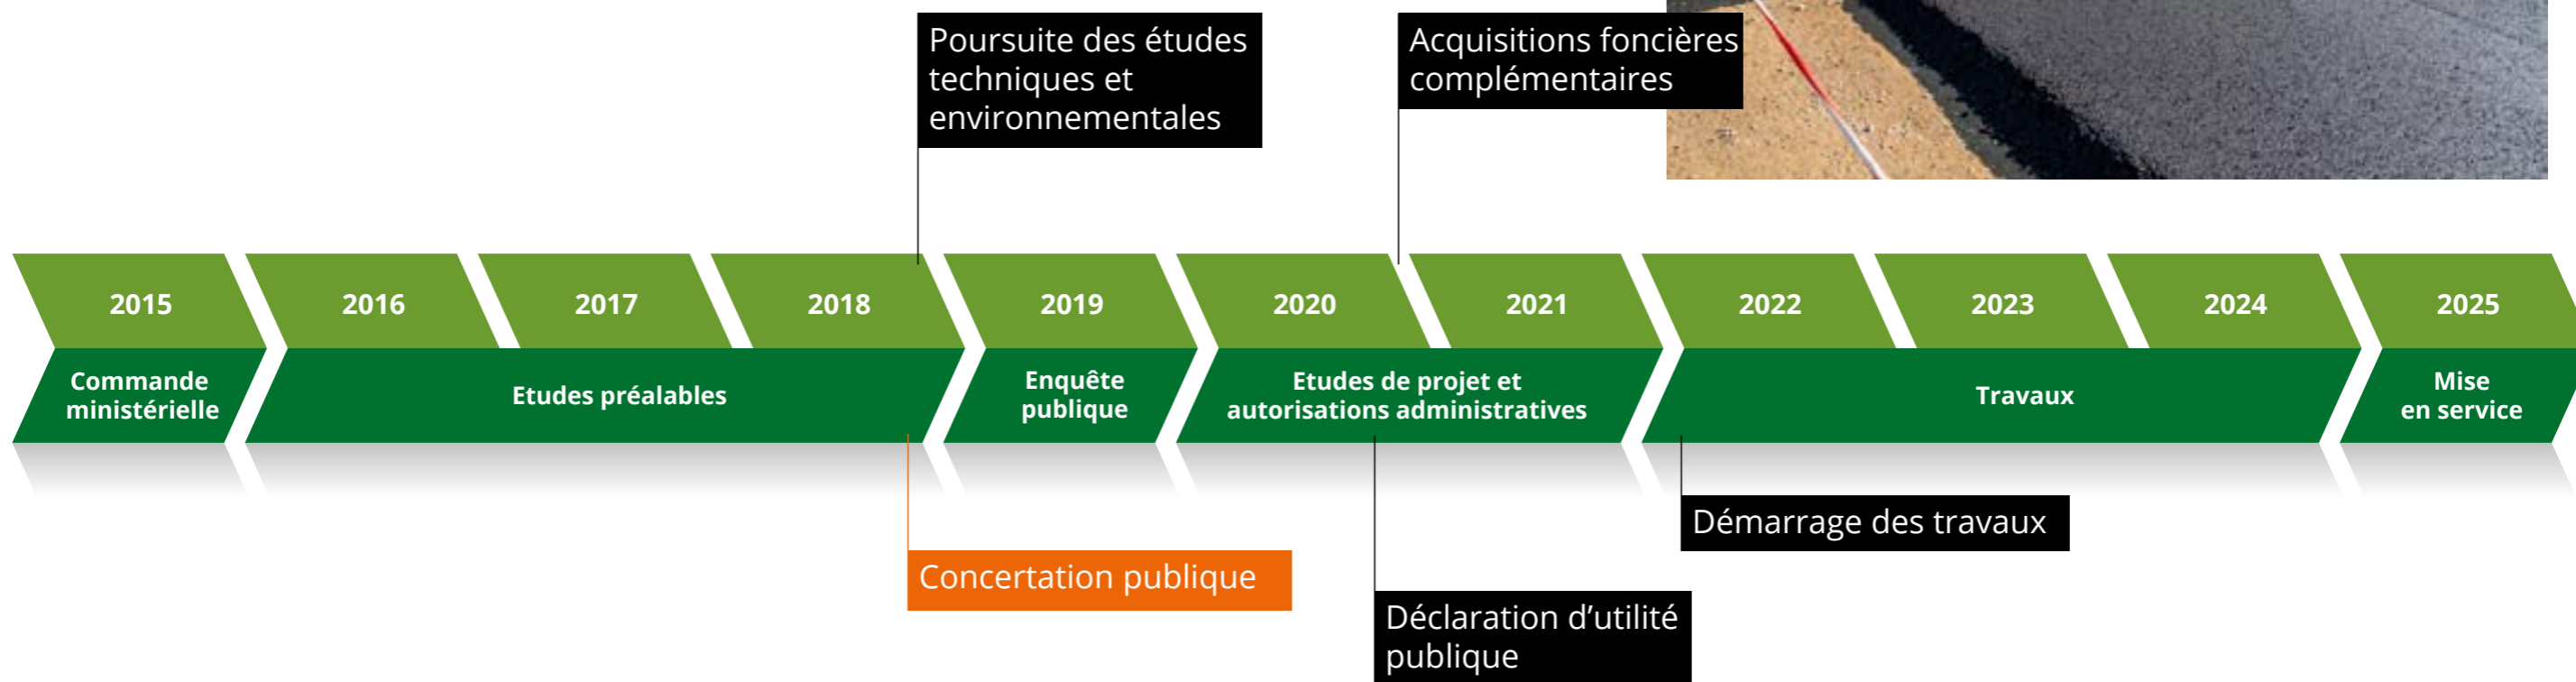 Poursuite des études
techniques et
environnementales
Acquisitions foncières
complémentaires
2015
2016
2017
2018
2019
2020
2021
2022
2023
2024
2025
Commande
ministérielle
Etudes préalables
Enquête
publique
Etudes de projet et
autorisations administratives
Travaux
Mise
en service
Concertation publique
Démarrage des travaux
Déclaration d’utilité
publique